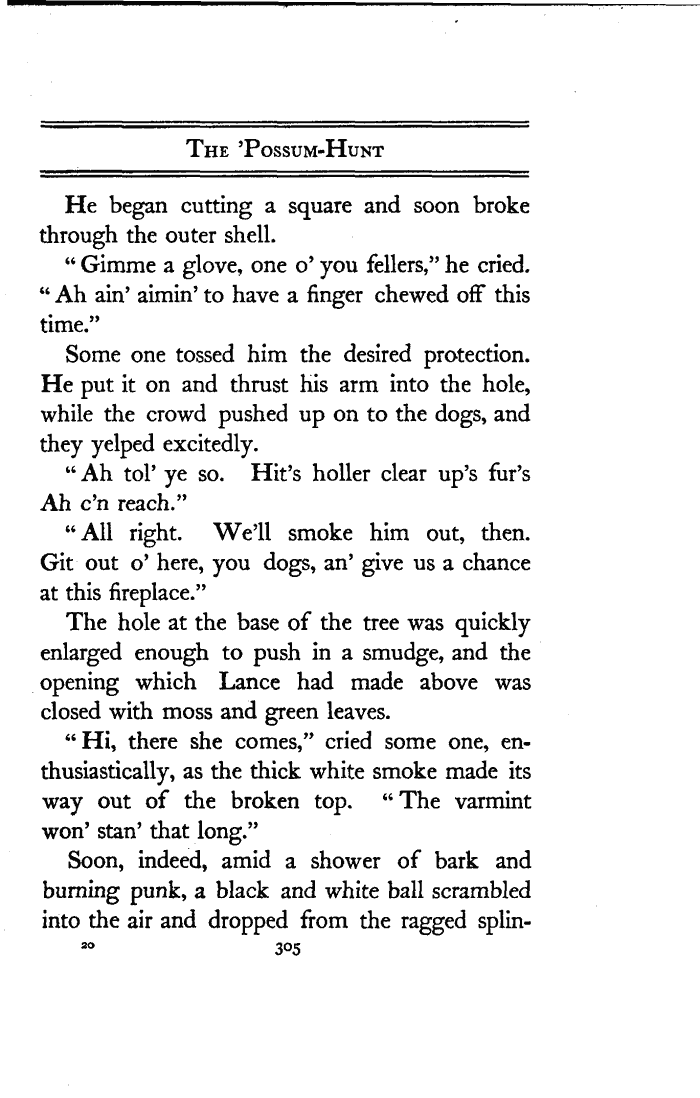 The 'Possum-Hunt
He began cutting a square and soon broke
through the outer shell.
“ Gimme a glove, one o’ you fellers,” he cried.
“ Ah ain’ aimin’ to have a finger chewed off this
time.”
Some one tossed him the desired protection.
He put it on and thrust his arm into the hole,
while the crowd pushed up on to the dogs, and
they yelped excitedly.
“ Ah tol’ ye so. Hit’s holler clear up’s fur’s
Ah c’n reach.”
“ All right. We’ll smoke him out, then.
Git out o’ here, you dogs, an’ give us a chance
at this fireplace.”
The hole at the base of the tree was quickly
enlarged enough to push in a smudge, and the
opening which Lance had made above was
closed with moss and green leaves.
“ Hi, there she comes,” cried some one, en-
thusiastically, as the thick white smoke made its
way out of the broken top. “ The varmint
won’ stan’ that long.”
Soon, indeed, amid a shower of bark and
burning punk, a black and white ball scrambled
into the air and dropped from the ragged splin-
20 305